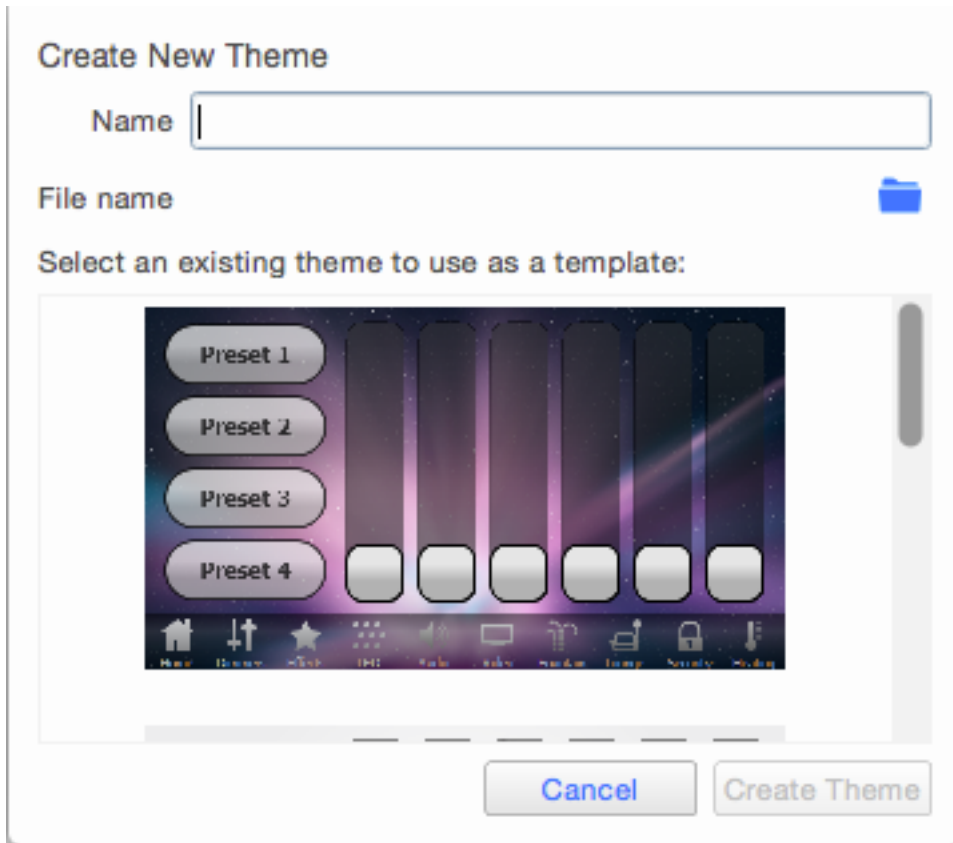 Create New Theme
Name
File name
Select an existing theme to use as a template:
Preset 1
Preset 2
Preset 3
Preset 4
Cancel
Create Theme